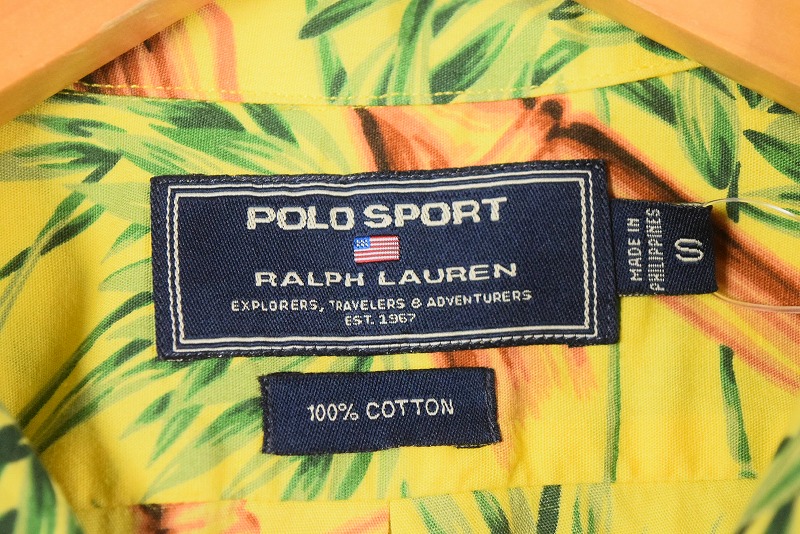 POLO SPORT
RALPH LAUREN
EXPLORERS, TRAVELERS & ADVENTURERS
EST. 1967
MADE IN
PHILIPPINES
S
100% COTTON